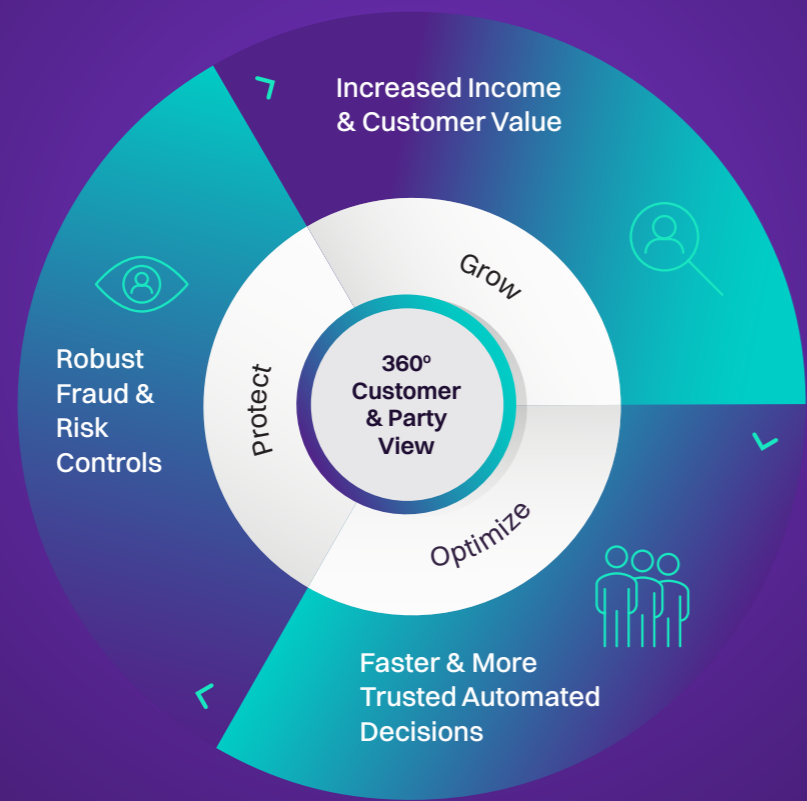 Increased Income
& Customer Value
Grow
360º
Customer
& Party
View
Protect
Robust
Fraud &
Risk
Controls
Optimize
Faster & More
Trusted Automated
Decisions